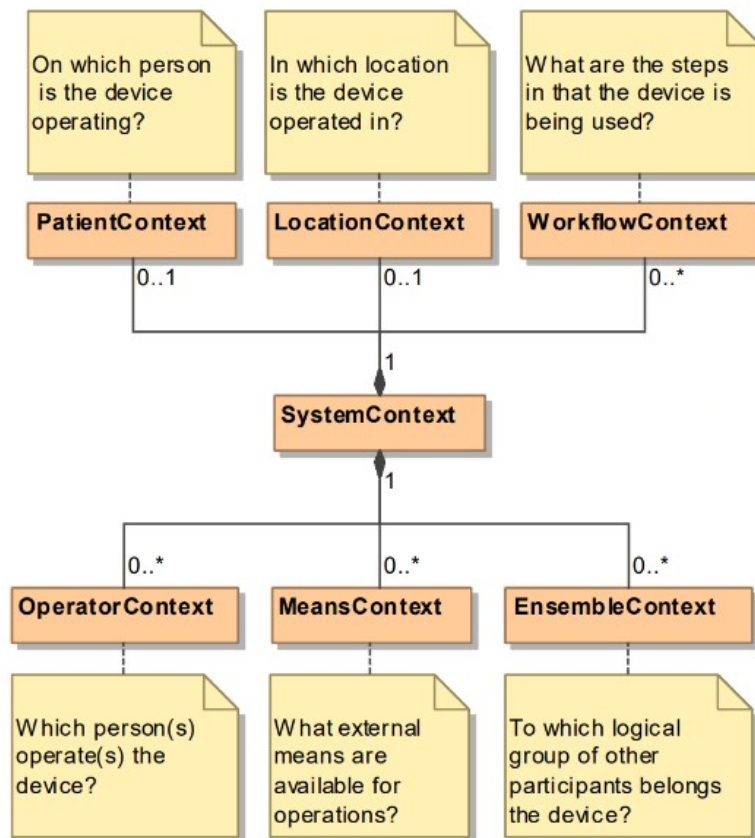 On which person
is the device
operating?
In which location
is the device
operated in?
What are the steps
in that the device is
being used?
PatientContext
LocationContext
WorkflowContext
0..1
0..1
0..*
1
SystemContext
1
0..*
0..*
0..*
OperatorContext
MeansContext
EnsembleContext
Which person(s)
operate(s) the
device?
What external
means are
available for
operations?
To which logical
group of other
participants belongs
the device?